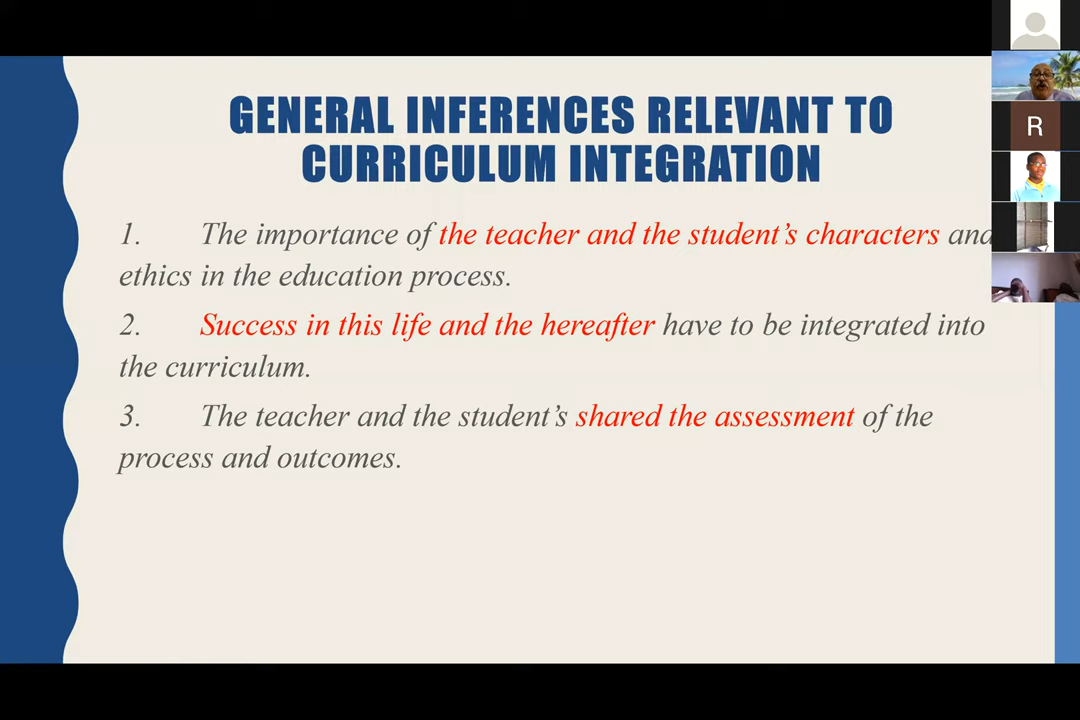 GENERAL INFERENCES RELEVANT TO
CURRICULUM INTEGRATION
1. The importance of the teacher and the student’s characters and
ethics in the education process.
2. Success in this life and the hereafter have to be integrated into
the curriculum.
3. The teacher and the student’s shared the assessment of the
process and outcomes.
R